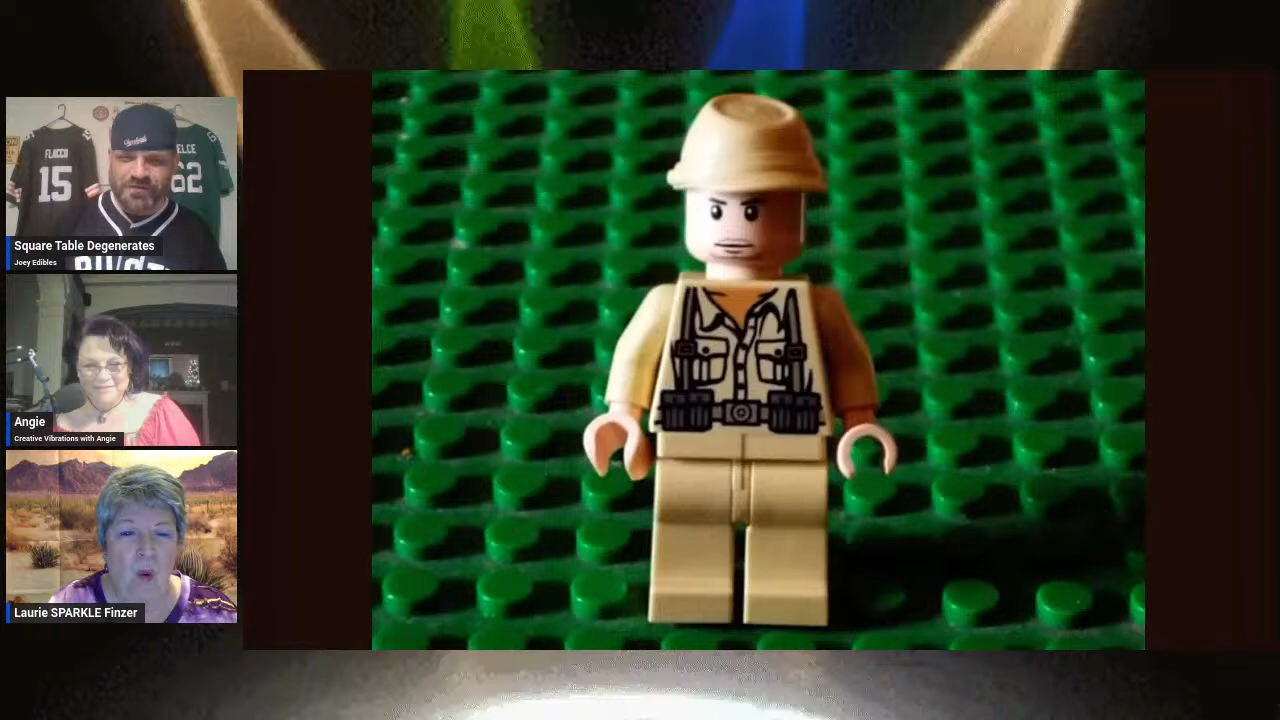 FLACCO
15
ELCE
62
Square Table Degenerates
Joey Edibles
Angie
Creative Vibrations with Angie
Laurie SPARKLE Finzer